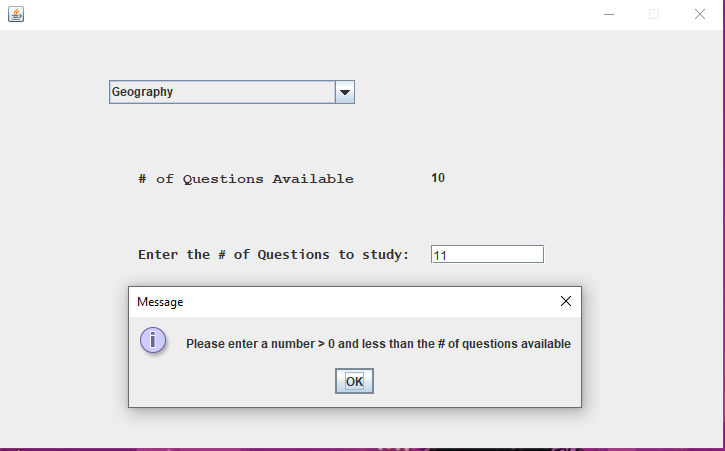 Geography
# of Questions Available 10
Enter the # of Questions to study: 11
Message
Please enter a number > 0 and less than the # of questions available
OK